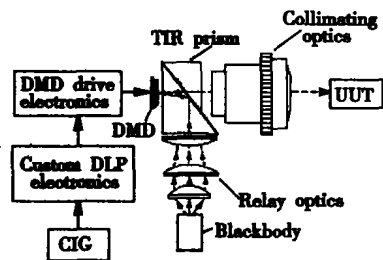 Collimating
optics
TIR prism
DMD drive
electronics
DMD
UUT
Custom DLP
electronics
Relay optics
Blackbody
CIG